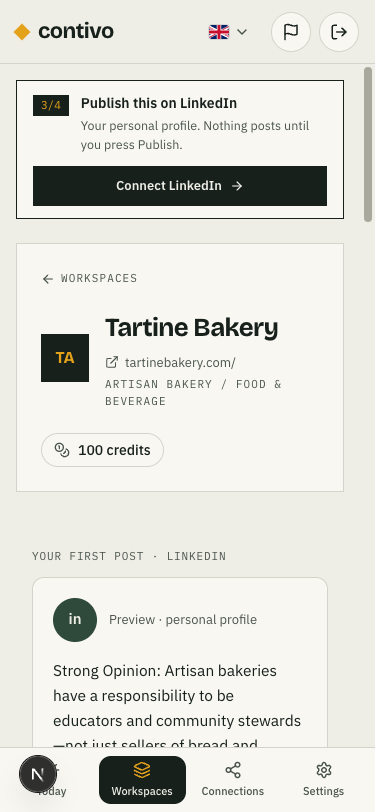 contivo
3/4
Publish this on LinkedIn
Your personal profile. Nothing posts until
you press Publish.
Connect LinkedIn →
← WORKSPACES
TA
Tartine Bakery
tartinebakery.com/
ARTISAN BAKERY / FOOD &
BEVERAGE
100 credits
YOUR FIRST POST · LINKEDIN
in
Preview · personal profile
Strong Opinion: Artisan bakeries
have a responsibility to be
educators and community stewards
—not just sellers of bread and
N
Workspaces
Connections
Settings